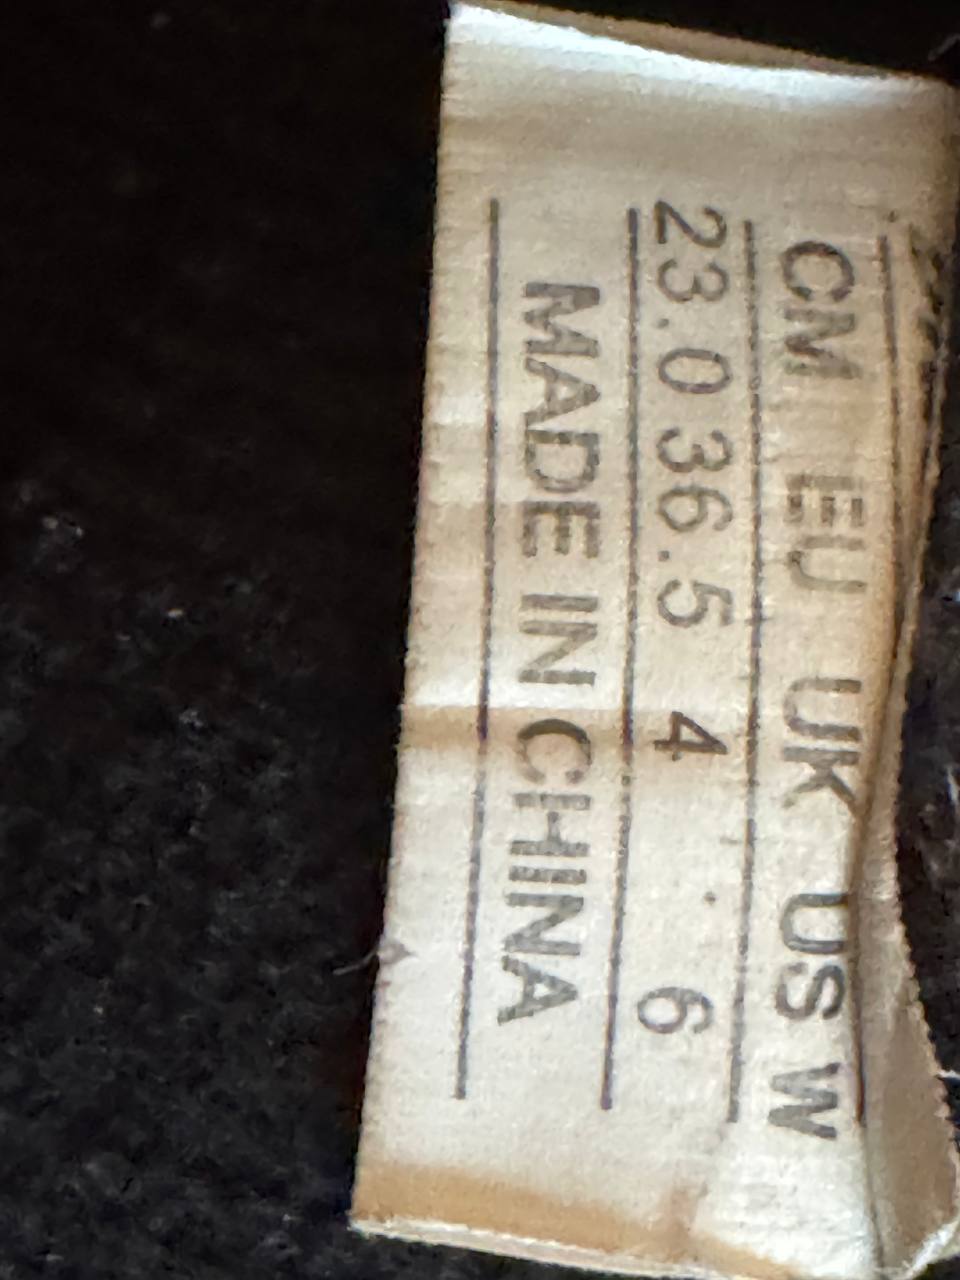 CM EU UK US W
23.0 36.5 4 6
MADE IN CHINA